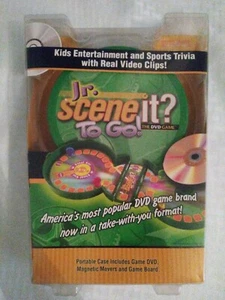 Kids Entertainment and Sports Trivia
with Real Video Clips!
Jr.
scene it?
TO GO!
THE DVD GAME
America's most popular DVD game brand
now in a take-with-you format!
Portable Case Includes Game DVD,
Magnetic Movers and Game Board